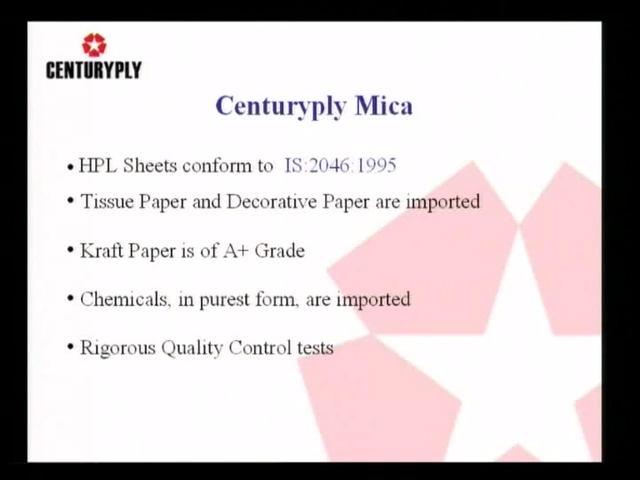 CENTURYPLY
Centuryply Mica
• HPL Sheets conform to IS:2046:1995
• Tissue Paper and Decorative Paper are imported
• Kraft Paper is of A+ Grade
• Chemicals, in purest form, are imported
• Rigorous Quality Control tests